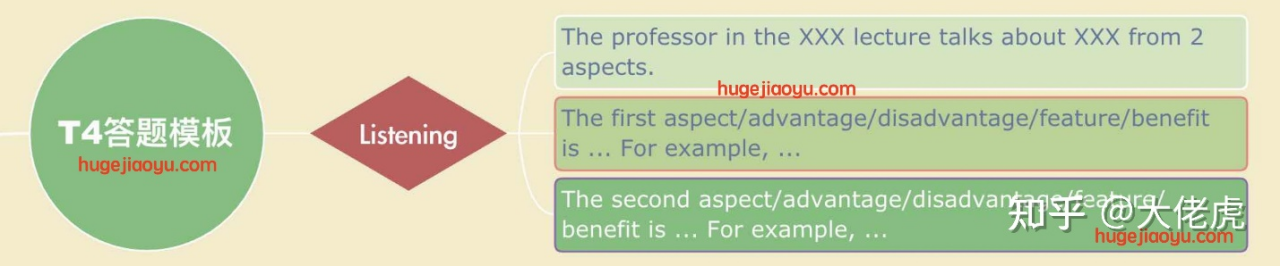 T4答题模板
hugejiaoyu.com
Listening
The professor in the XXX lecture talks about XXX from 2
aspects.
hugejiaoyu.com
The first aspect/advantage/disadvantage/feature/benefit
is ... For example, ...
The second aspect/advantage/disadvantage/feature/
benefit is ... For example, ...
知乎 @大佬虎
hugejiaoyu.com